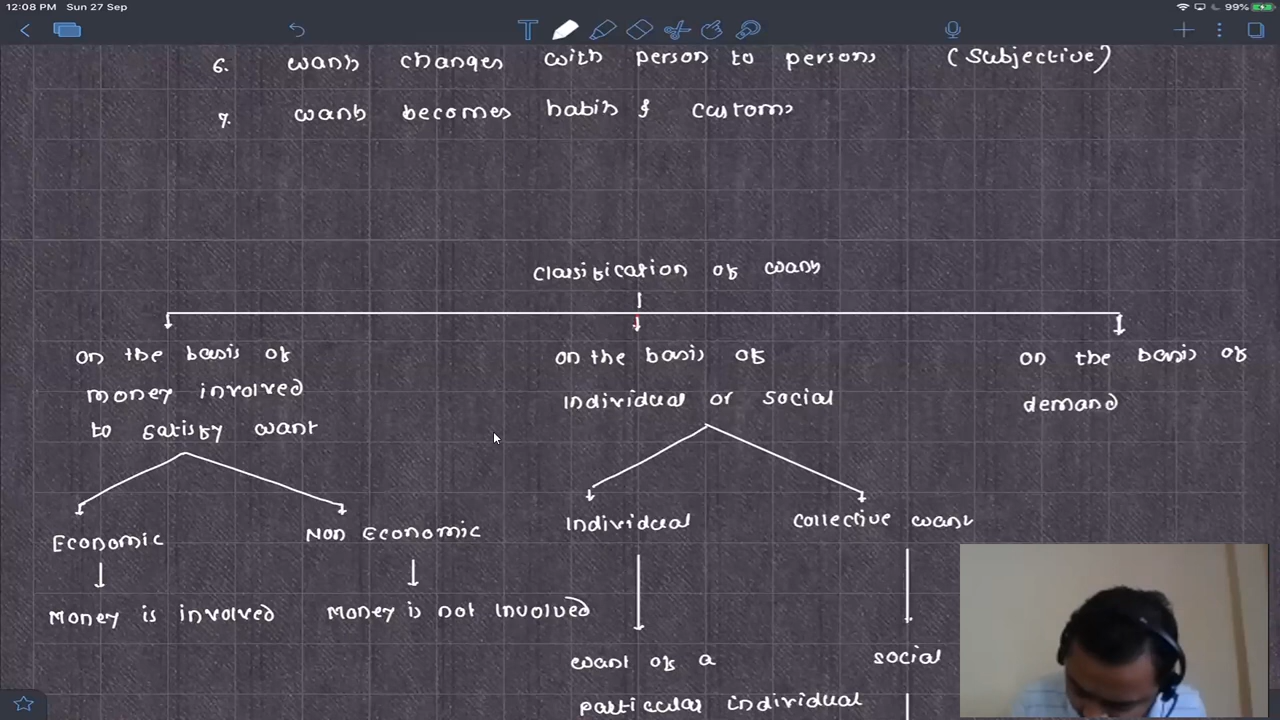 12:08 PM Sun 27 Sep
99%
T
6. wants changes with person to persons (Subjective)
7. wants becomes habits & customs
Classification of wants
on the basis of
money involved
to satisfy want
on the basis of
Individual or social
on the basis of
demand
Economic
Non Economic
Individual
Collective want
Money is involved
Money is not Involved
want of a
particular individual
social